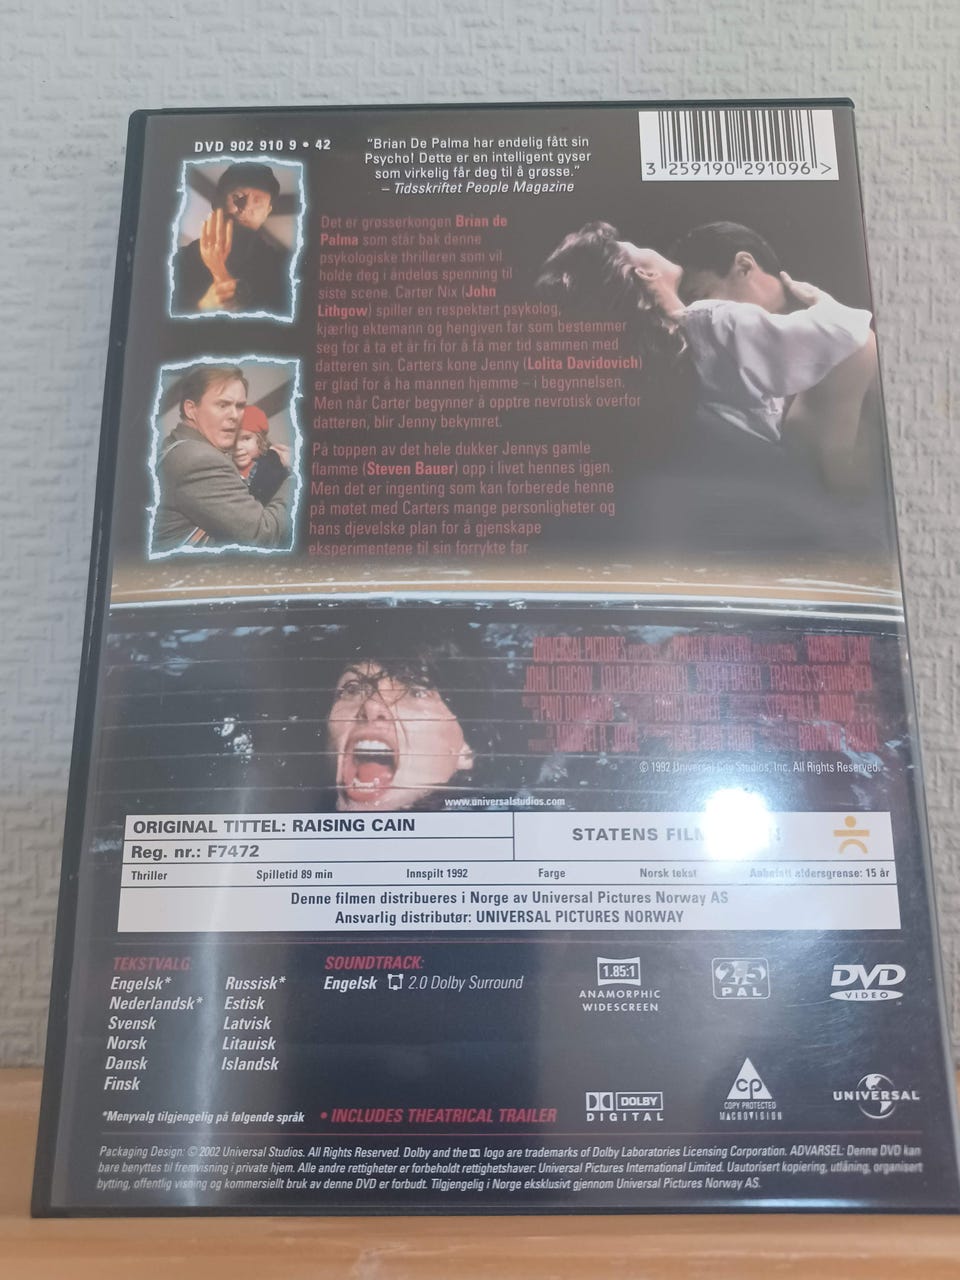 DVD 902 910 9 • 42
"Brian De Palma har endelig fått sin
Psycho! Dette er en intelligent gyser
som virkelig får deg til å grøsse."
– Tidsskriftet People Magazine
3 259190 291096 >
Det er grøsserkongen Brian de
Palma som står bak denne
psykologiske thrilleren som vil
holde deg i åndeløs spenning til
siste scene. Carter Nix (John
Lithgow) spiller en respektert psykolog,
kjærlig ektemann og hengiven far som bestemmer
seg for å ta et år fri for å få mer tid sammen med
datteren sin. Carters kone Jenny (Lolita Davidovich)
er glad for å ha mannen hjemme – i begynnelsen.
Men når Carter begynner å opptre nevrotisk overfor
datteren, blir Jenny bekymret.
På toppen av det hele dukker Jennys gamle
flamme (Steven Bauer) opp i livet hennes igjen.
Men det er ingenting som kan forberede henne
på møtet med Carters mange personligheter og
hans djevelske plan for å gjenskape
eksperimentene til sin forrykte far
UNIVERSAL PICTURES PACIFIC WESTERN RAISING CAIN
JOHN LITHGOW LOLITA DAVIDOVICH STEVEN BAUER FRANCES STERNHAGEN
PINO DONAGGIO
© 1992 Universal City Studios, Inc. All Rights Reserved.
www.universalstudios.com
ORIGINAL TITTEL: RAISING CAIN
Reg. nr.: F7472
STATENS
Thriller Spilletid 89 min Innspilt 1992 Farge Norsk tekst Anbefalt aldersgrense: 15 år
Denne filmen distribueres i Norge av Universal Pictures Norway AS
Ansvarlig distributør: UNIVERSAL PICTURES NORWAY
TEKSTVALG:
Engelsk* Russisk*
Nederlandsk* Estisk
Svensk Latvisk
Norsk Litauisk
Dansk Islandsk
Finsk
*Menyvalg tilgjengelig på følgende språk
SOUNDTRACK:
Engelsk 2.0 Dolby Surround
• INCLUDES THEATRICAL TRAILER
1.85:1
ANAMORPHIC
WIDESCREEN
2,5
PAL
DVD
VIDEO
DOLBY
DIGITAL
CP
COPY PROTECTED
MACROVISION
UNIVERSAL
Packaging Design: © 2002 Universal Studios. All Rights Reserved. Dolby and the logo are trademarks of Dolby Laboratories Licensing Corporation. ADVARSEL: Denne DVD kan
bare benyttes til fremvisning i private hjem. Alle andre rettigheter er forbeholdt rettighetshaver: Universal Pictures International Limited. Uautorisert kopiering, utlåning, organisert
bytting, offentlig visning og kommersiellt bruk av denne DVD er forbudt. Tilgjengelig i Norge eksklusivt gjennom Universal Pictures Norway AS.